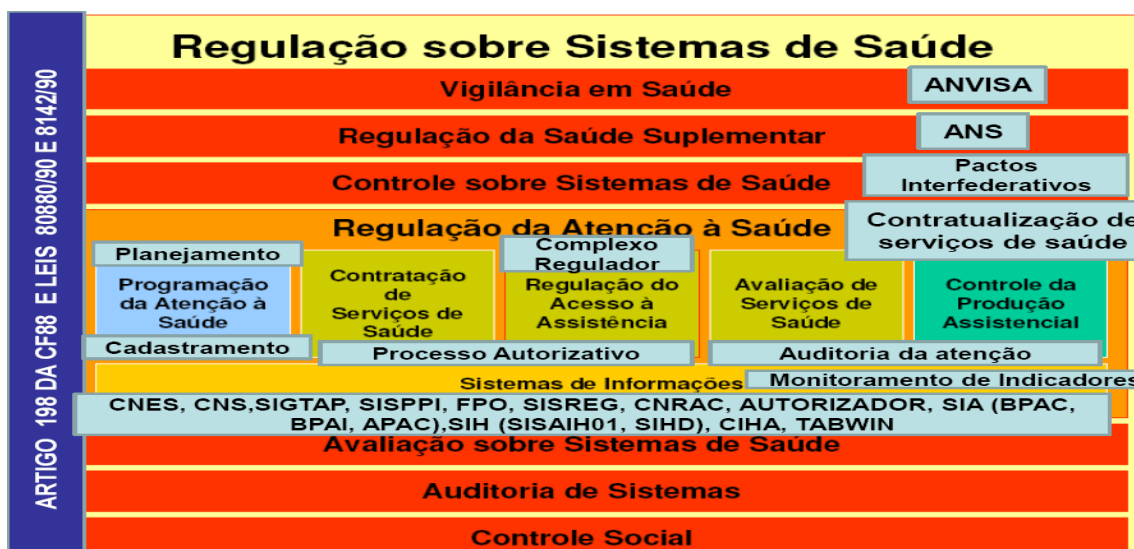 ARTIGO 198 DA CF88 E LEIS 8080/90 E 8142/90
Regulação sobre Sistemas de Saúde
Vigilância em Saúde
ANVISA
Regulação da Saúde Suplementar
ANS
Controle sobre Sistemas de Saúde
Pactos
Interfederativos
Regulação da Atenção à Saúde
Contratualização de
serviços de saúde
Planejamento
Programação
da Atenção à
Saúde
Cadastramento
Contratação
de
Serviços de
Saúde
Complexo
Regulador
Regulação do
Acesso à
Assistência
Processo Autorizativo
Avaliação de
Serviços de
Saúde
Controle da
Produção
Assistencial
Auditoria da atenção
Sistemas de Informações
Monitoramento de Indicadores
CNES, CNS,SIGTAP, SISPPI, FPO, SISREG, CNRAC, AUTORIZADOR, SIA (BPAC,
BPAI, APAC),SIH (SISAIH01, SIHD), CIHA, TABWIN
Avaliação sobre Sistemas de Saúde
Auditoria de Sistemas
Controle Social